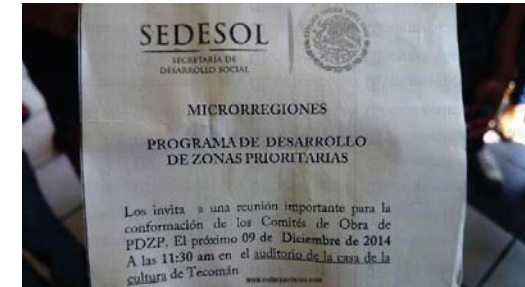 SEDESOL
SECRETARÍA DE
DESARROLLO SOCIAL
MICRORREGIONES
PROGRAMA DE DESARROLLO
DE ZONAS PRIORITARIAS
Los invita a una reunión importante para la
conformación de los Comités de Obra de
PDZP. El próximo 09 de Diciembre de 2014
A las 11:30 am en el auditorio de la casa de la
cultura de Tecomán